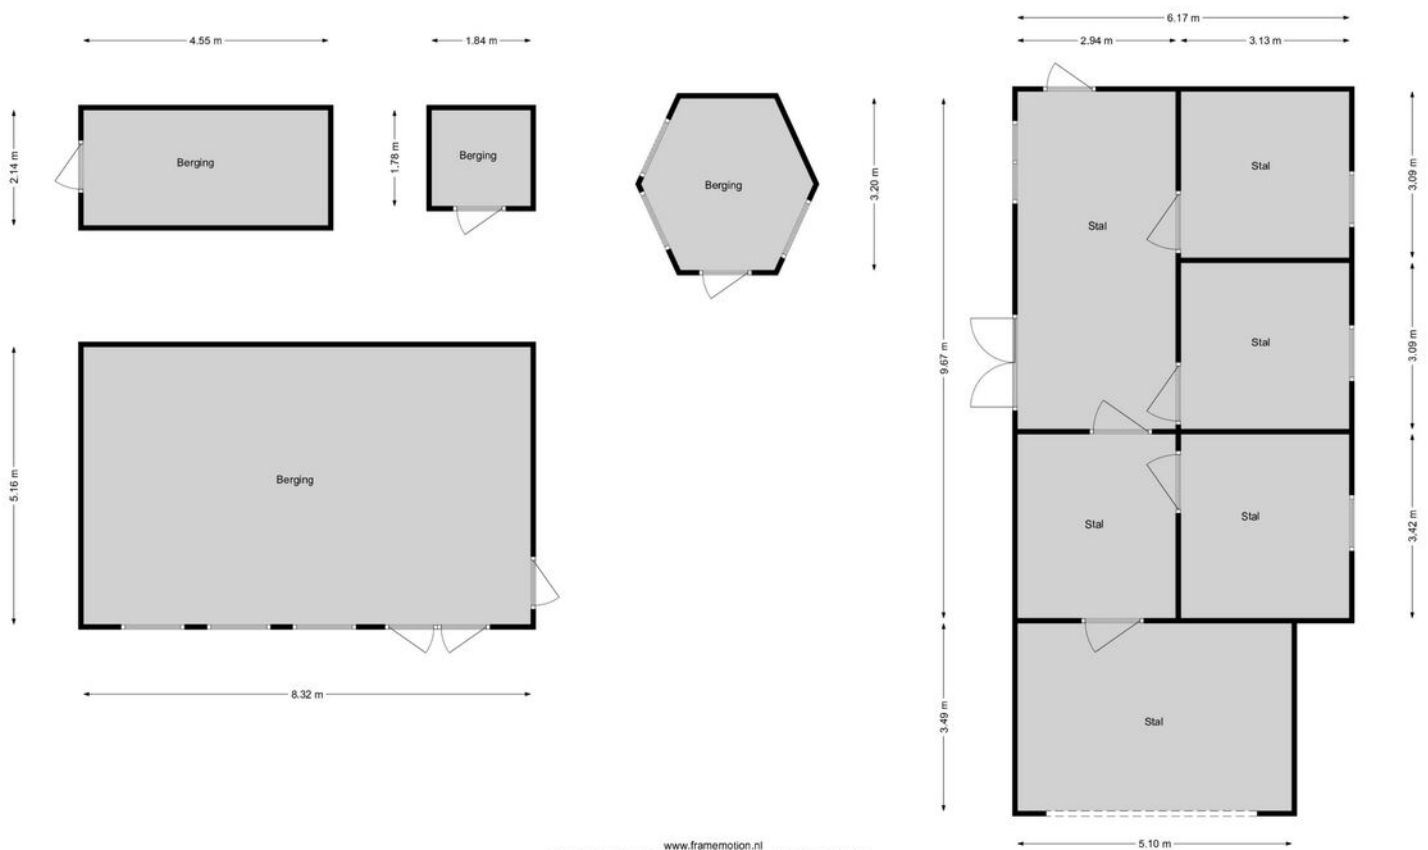 6.17 m
4.55 m
1.84 m
2.94 m
3.13 m
2.14 m
Berging
1.78 m
Berging
Berging
3.20 m
Stal
3.09 m
Stal
9.67 m
Stal
3.09 m
5.16 m
Berging
Stal
Stal
3.42 m
8.32 m
3.49 m
Stal
5.10 m
www.framemotion.nl